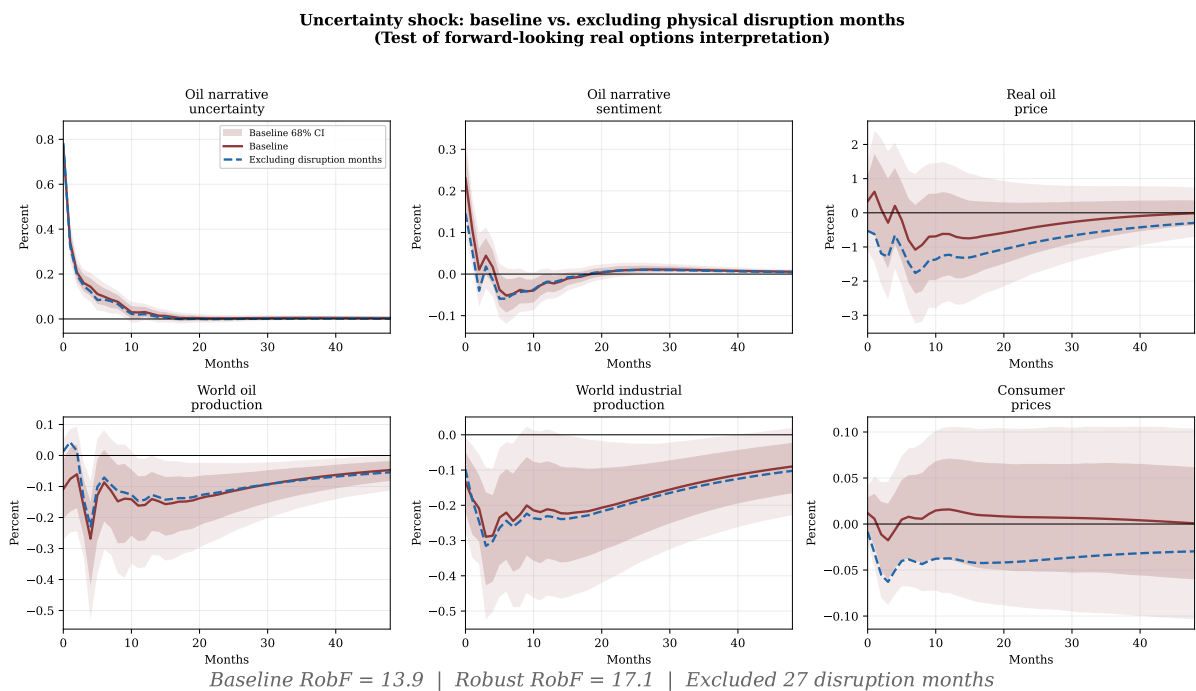 Uncertainty shock: baseline vs. excluding physical disruption months
(Test of forward-looking real options interpretation)
Oil narrative
uncertainty
Baseline 68% CI
Baseline
Excluding disruption months
Percent
0.8
0.6
0.4
0.2
0.0
0 10 20 30 40
Months
Oil narrative
sentiment
Percent
0.3
0.2
0.1
0.0
−0.1
0 10 20 30 40
Months
Real oil
price
Percent
2
1
0
−1
−2
−3
0 10 20 30 40
Months
World oil
production
Percent
0.1
0.0
−0.1
−0.2
−0.3
−0.4
−0.5
0 10 20 30 40
Months
World industrial
production
Percent
0.0
−0.1
−0.2
−0.3
−0.4
−0.5
0 10 20 30 40
Months
Consumer
prices
Percent
0.10
0.05
0.00
−0.05
−0.10
0 10 20 30 40
Months
Baseline RobF = 13.9 | Robust RobF = 17.1 | Excluded 27 disruption months